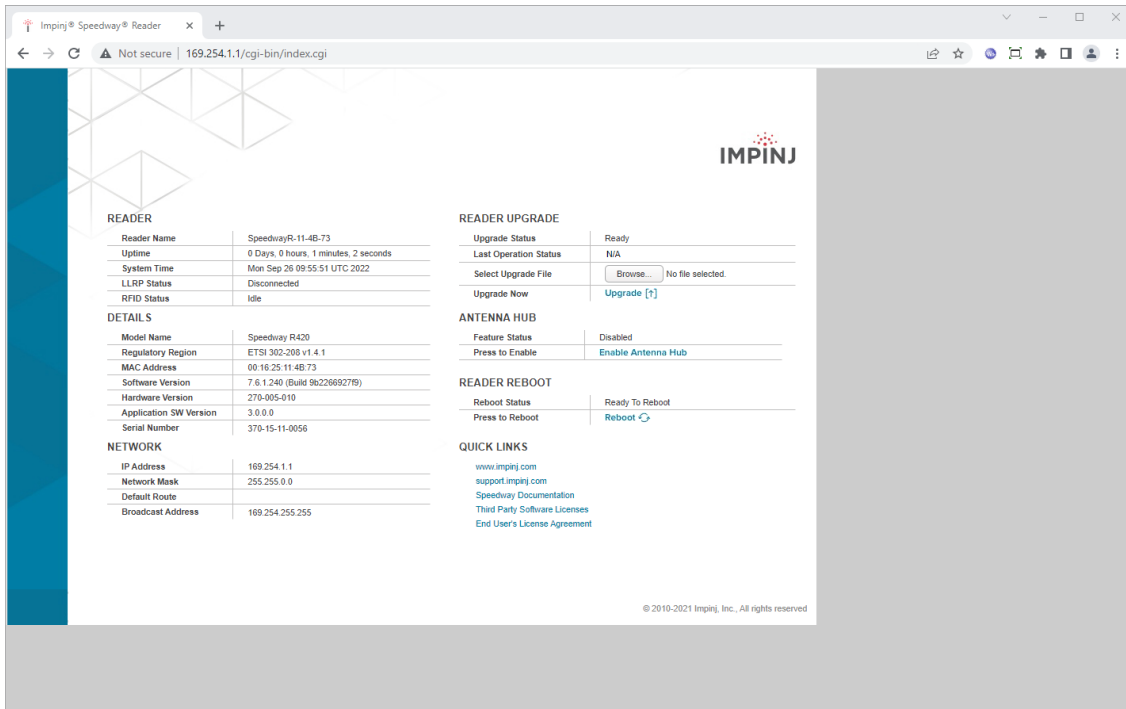 Impinj® Speedway® Reader
Not secure | 169.254.1.1/cgi-bin/index.cgi
IMPINJ
READER
Reader Name SpeedwayR-11-4B-73
Uptime 0 Days, 0 hours, 1 minutes, 2 seconds
System Time Mon Sep 26 09:55:51 UTC 2022
LLRP Status Disconnected
RFID Status Idle
DETAILS
Model Name Speedway R420
Regulatory Region ETSI 302-208 v1.4.1
MAC Address 00:16:25:11:4B:73
Software Version 7.6.1.240 (Build 9b2266927f9)
Hardware Version 270-005-010
Application SW Version 3.0.0.0
Serial Number 370-15-11-0056
NETWORK
IP Address 169.254.1.1
Network Mask 255.255.0.0
Default Route
Broadcast Address 169.254.255.255
READER UPGRADE
Upgrade Status Ready
Last Operation Status N/A
Select Upgrade File Browse... No file selected.
Upgrade Now Upgrade [↑]
ANTENNA HUB
Feature Status Disabled
Press to Enable Enable Antenna Hub
READER REBOOT
Reboot Status Ready To Reboot
Press to Reboot Reboot
QUICK LINKS
www.impinj.com
support.impinj.com
Speedway Documentation
Third Party Software Licenses
End User's License Agreement
© 2010-2021 Impinj, Inc., All rights reserved